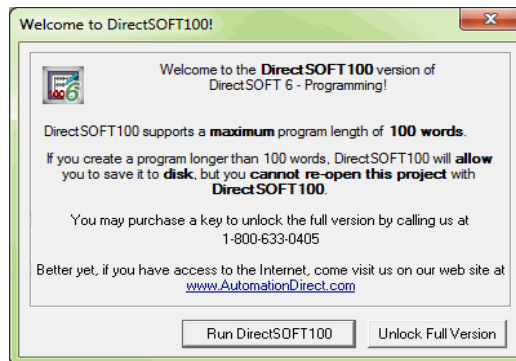 Welcome to DirectSOFT100!
Welcome to the DirectSOFT100 version of
DirectSOFT 6 - Programming!
100 6
DirectSOFT100 supports a maximum program length of 100 words.
If you create a program longer than 100 words, DirectSOFT100 will allow
you to save it to disk, but you cannot re-open this project with
DirectSOFT100.
You may purchase a key to unlock the full version by calling us at
1-800-633-0405
Better yet, if you have access to the Internet, come visit us on our web site at
www.AutomationDirect.com
Run DirectSOFT100
Unlock Full Version